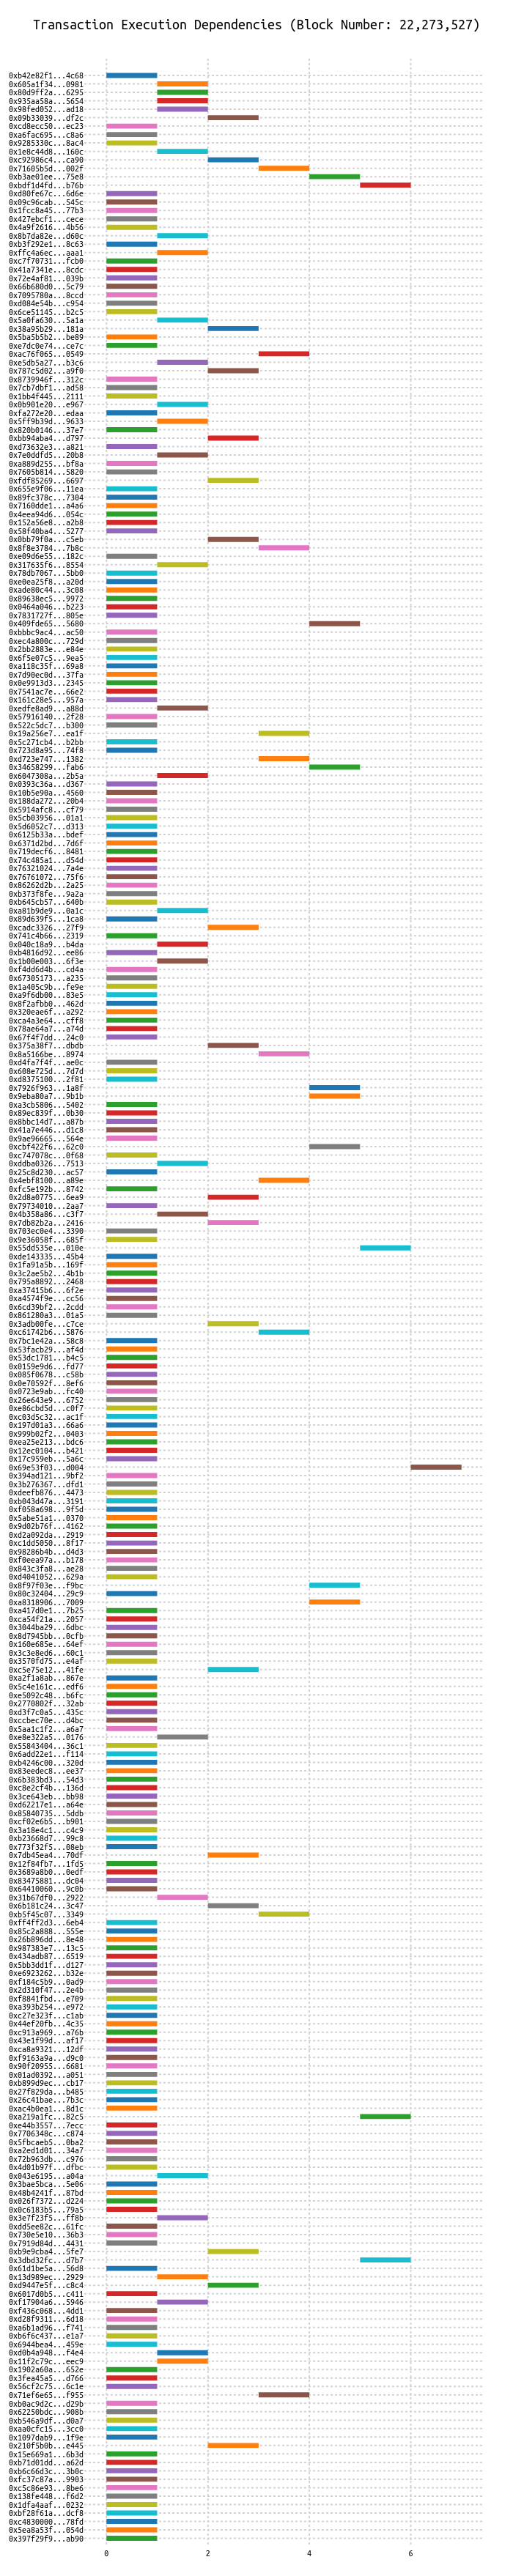 Transaction Execution Dependencies (Block Number: 22,273,527)
0xb42e82f1...4c68
0x605a1f34...0981
0x80d9ff2a...6295
0x935aa58a...5654
0x98fed052...ad18
0x09b33039...df2c
0xcd8ecc50...ec23
0xa6fac695...c8a6
0x9285330c...8ac4
0x1e8c44d8...160c
0xc92986c4...ca90
0x71605b5d...002f
0xb3ae01ee...75e8
0xbdf1d4fd...b76b
0xd80fe67c...6d6e
0x09c96cab...545c
0x1fcc8a45...77b3
0x427ebcf1...cece
0x4a9f2616...4b56
0x8b7da82e...d60c
0xb3f292e1...8c63
0xffc4a6ec...aaa1
0xc7f70731...fcb0
0x41a7341e...8cdc
0x72e4af81...039b
0x66b680d0...5c79
0x7095780a...8ccd
0xd084e54b...c954
0x6ce51145...b2c5
0x5a0fa630...5a1a
0x38a95b29...181a
0x5ba5b5b2...be89
0xe7dc0e74...ce7c
0xac76f065...0549
0xe5db5a27...b3c6
0x787c5d02...a9f0
0x8739946f...312c
0x7cb7dbf1...ad58
0x1bb4f445...2111
0x0b901e20...e967
0xfa272e20...edaa
0x5ff9b39d...9633
0x820b0146...37e7
0xbb94aba4...d797
0xd73632e3...a821
0x7e0ddfd5...20b8
0xa889d255...bf8a
0x7605b814...5820
0xfdf85269...6697
0x655e9f06...11ea
0x89fc378c...7304
0x7160dde1...a4a6
0x4eea94d6...054c
0x152a56e8...a2b8
0x58f40ba4...5277
0x0bb79f0a...c5eb
0x8f8e3784...7b8c
0xe09d6e55...182c
0x317635f6...8554
0x78db7067...5bb0
0xe0ea25f8...a20d
0xade80c44...3c08
0x89638ec5...9972
0x0464a046...b223
0x7831727f...805e
0x409fde65...5680
0xbbbc9ac4...ac50
0xec4a800c...729d
0x2bb2883e...e84e
0x6f5e07c5...9ea5
0xa118c35f...69a8
0x7d90ec0d...37fa
0x0e9913d3...2345
0x7541ac7e...66e2
0x161c28e5...957a
0xedfe8ad9...a88d
0x57916140...2f28
0x522c5dc7...b300
0x19a256e7...ea1f
0x5c271cb4...b2bb
0x723d8a95...74f8
0xd723e747...1382
0x34658299...fab6
0x6047308a...2b5a
0x0393c36a...d367
0x10b5e90a...4560
0x188da272...20b4
0x5914afc8...cf79
0x5cb03956...01a1
0x5d6052c7...d313
0x6125b33a...bdef
0x6371d2bd...7d6f
0x719decf6...8481
0x74c485a1...d54d
0x76321024...7a4e
0x76761072...75f6
0x86262d2b...2a25
0xb373f8fe...9a2a
0xb645cb57...640b
0xa81b9de9...0a1c
0x89d639f5...1ca8
0xcadc3326...27f9
0x741c4b66...2319
0x040c18a9...b4da
0xb4816d92...ee86
0x1b00e003...6f3e
0xf4dd6d4b...cd4a
0x67305173...a235
0x1a405c9b...fe9e
0xa9f6db00...83e5
0x8f2afbb0...462d
0x320eae6f...a292
0xca4a3e64...cff8
0x78ae64a7...a74d
0x67f4f7dd...24c0
0x375a38f7...dbdb
0x8a5166be...8974
0xd4fa7f4f...ae0c
0x608e725d...7d7d
0xd8375100...2f81
0x7926f963...1a8f
0x9eba80a7...9b1b
0xa3cb5806...5402
0x89ec839f...0b30
0x8bbc14d7...a87b
0x41a7e446...d1c8
0x9ae96665...564e
0xcbf422f6...62c0
0xc747078c...0f68
0xddba0326...7513
0x25c8d230...ac57
0x4ebf8100...a89e
0xfc5e192b...8742
0x2d8a0775...6ea9
0x79734010...2aa7
0x4b358a86...c3f7
0x7db82b2a...2416
0x703ec0e4...3390
0x9e36058f...685f
0x55dd535e...010e
0xde143335...45b4
0x1fa91a5b...169f
0x3c2ae5b2...4b1b
0x795a8892...2468
0xa37415b6...6f2e
0xa4574f9e...cc56
0x6cd39bf2...2cdd
0x861280a3...01a5
0x3adb00fe...c7ce
0xc61742b6...5876
0x7bc1e42a...58c8
0x53facb29...af4d
0x53dc1781...b4c5
0x0159e9d6...fd77
0x085f0678...c58b
0x0e70592f...8ef6
0x0723e9ab...fc40
0x26e643e9...6752
0xe86cbd5d...c0f7
0xc03d5c32...ac1f
0x197d01a3...66a6
0x999b02f2...0403
0xea25e213...bdc6
0x12ec0104...b421
0x17c959eb...5a6c
0x69e53f03...d004
0x394ad121...9bf2
0x3b276367...dfd1
0xdeefb876...4473
0xb043d47a...3191
0xf058a698...9f5d
0x5abe51a1...0370
0x9d02b76f...4162
0xd2a092da...2919
0xc1dd5050...8f17
0x98286b4b...d4d3
0xf0eea97a...b178
0x843c3fa8...ae28
0xd4041052...629a
0x8f97f03e...f9bc
0x80c32404...29c9
0xa8318906...7009
0xa417d0e1...7b25
0xca54f21a...2057
0x3044ba29...6dbc
0x8d7945bb...0cfb
0x160e685e...64ef
0x3c3e8ed6...60c1
0x3570fd75...e4af
0xc5e75e12...41fe
0xa2f1a8ab...867e
0x5c4e161c...edf6
0xe5092c48...b6fc
0x2770802f...32ab
0xd3f7c0a5...435c
0xccbec70e...d4bc
0x5aa1c1f2...a6a7
0xe8e322a5...0176
0x55843404...36c1
0x6add22e1...f114
0xb4246c00...320d
0x83eedec8...ee37
0x6b383bd3...54d3
0xc8e2cf4b...136d
0x3ce643eb...bb98
0xd62217e1...a64e
0x85840735...5ddb
0xcf02e6b5...b901
0x3a18e4c1...c4c9
0xb23668d7...99c8
0x773f32f5...08eb
0x7db45ea4...70df
0x12f84fb7...1fd5
0x3689a8b0...0edf
0x83475881...dc04
0x64410060...9c0b
0x31b67df0...2922
0x6b181c24...3c47
0xb5f45c07...3349
0xff4ff2d3...6eb4
0x85c2a888...555e
0x26b896dd...8e48
0x987383e7...13c5
0x434adb87...6519
0x5bb3dd1f...d127
0xe6923262...b32e
0xf184c5b9...0ad9
0x2d310f47...2e4b
0xf8841fbd...e709
0xa393b254...e972
0xc27e323f...c1ab
0x44ef20fb...4c35
0xc913a969...a76b
0x43e1f99d...af17
0xca8a9321...12df
0xf9163a9a...d9c0
0x90f20955...6681
0x01ad0392...a051
0xb899d9ec...cb17
0x27f829da...b485
0x26c41bae...7b3c
0xac4b0ea1...8d1c
0xa219a1fc...82c5
0xe44b3557...7ecc
0x7706348c...c874
0x5fbcaeb5...0ba2
0xa2ed1d01...34a7
0x72b963db...c976
0x4d01b97f...dfbc
0x043e6195...a04a
0x3bae5bca...5e06
0x48b4241f...87bd
0x026f7372...d224
0x0c6183b5...79a5
0x3e7f23f5...ff8b
0xdd5ee82c...61fc
0x730e5e10...36b3
0x7919d84d...4431
0xb9e9cba4...5fe7
0x3dbd32fc...d7b7
0x61d1be5a...56d8
0x13d989ec...2929
0xd9447e5f...c8c4
0x6017d0b5...c411
0xf17904a6...5946
0xf436c068...4dd1
0xd28f9311...6d18
0xa6b1ad96...f741
0xb6f6c437...e1a7
0x6944bea4...459e
0xd0b4a948...f4e4
0x11f2c79c...eec9
0x1902a60a...652e
0x3fea45a5...d766
0x56cf2c75...6c1e
0x71ef6e65...f955
0xb0ac9d2c...d29b
0x62250bdc...908b
0xb546a9df...d0a7
0xaa0cfc15...3cc0
0x1097dab9...1f9e
0x210f5b0b...e445
0x15e669a1...6b3d
0xb71d01dd...a62d
0xb6c66d3c...3b0c
0xfc37c87a...9903
0xc5c86e93...8be6
0x138fe448...f6d2
0x1dfa4aaf...0232
0xbf28f61a...dcf8
0xc4830000...78fd
0x5ea8a53f...054d
0x397f29f9...ab90
0 2 4 6